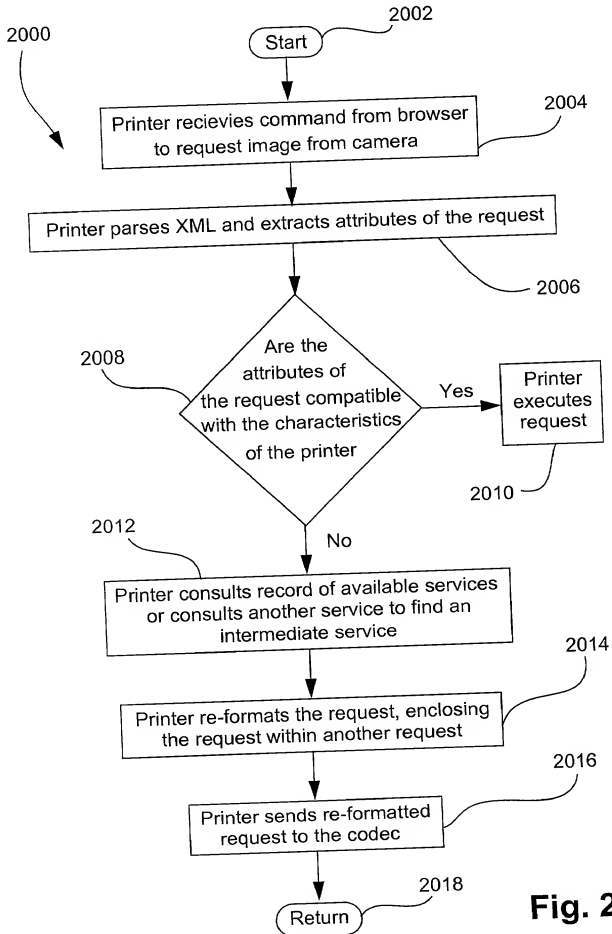 2000
2002
Start
Printer recievies command from browser
to request image from camera
2004
Printer parses XML and extracts attributes of the request
2006
2008
Are the
attributes of
the request compatible
with the characteristics
of the printer
Yes
Printer
executes
request
2010
2012
No
Printer consults record of available services
or consults another service to find an
intermediate service
2014
Printer re-formats the request, enclosing
the request within another request
2016
Printer sends re-formatted
request to the codec
2018
Return
Fig. 2